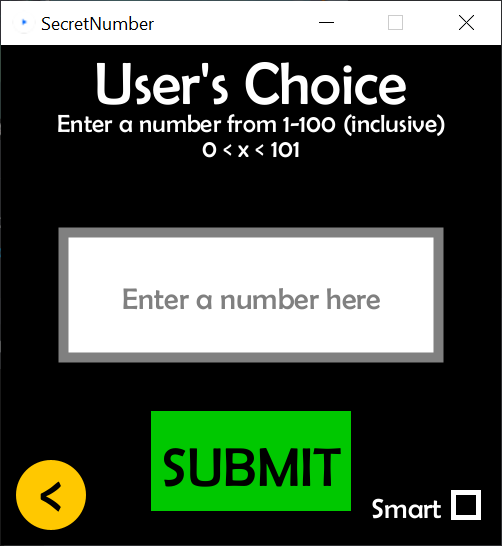 SecretNumber
User's Choice
Enter a number from 1-100 (inclusive)
0 < x < 101
Enter a number here
SUBMIT
<
Smart